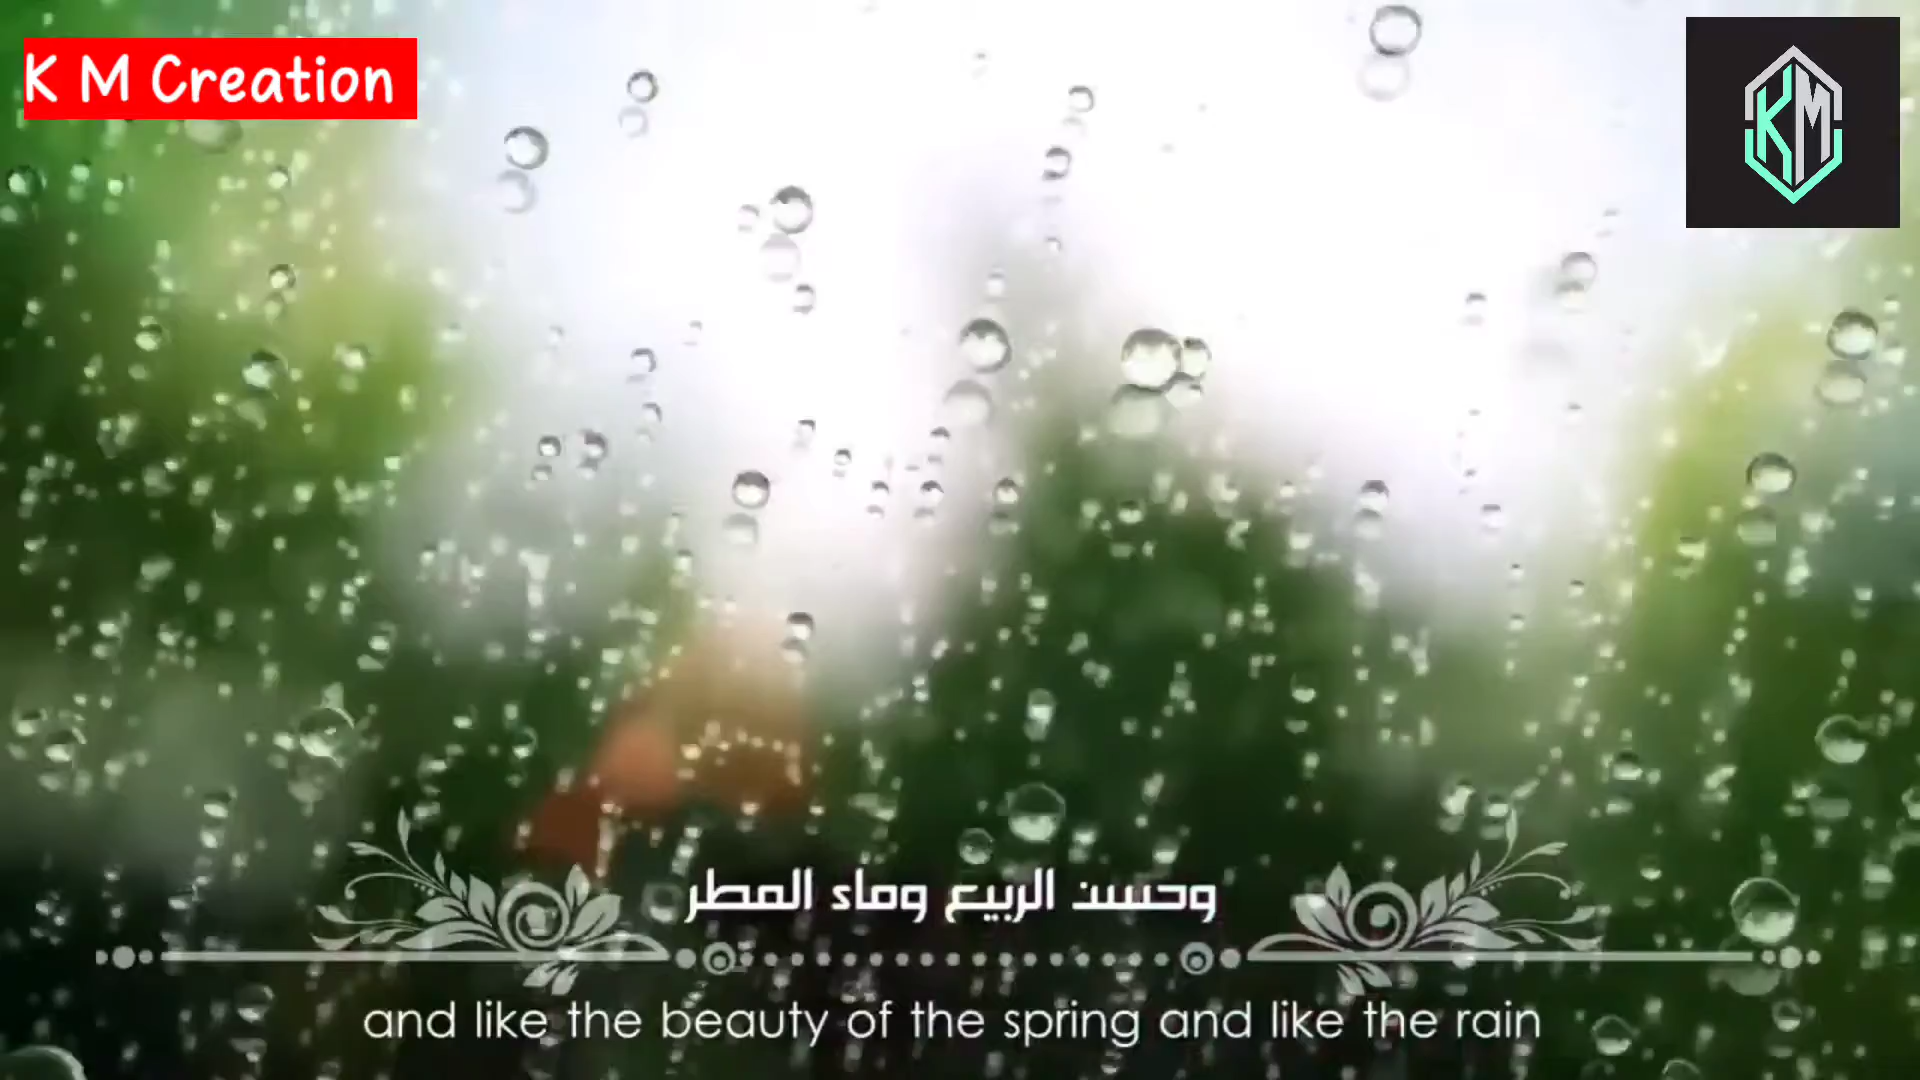 K M Creation
KM
وحسن الربيع وماء المطر
and like the beauty of the spring and like the rain